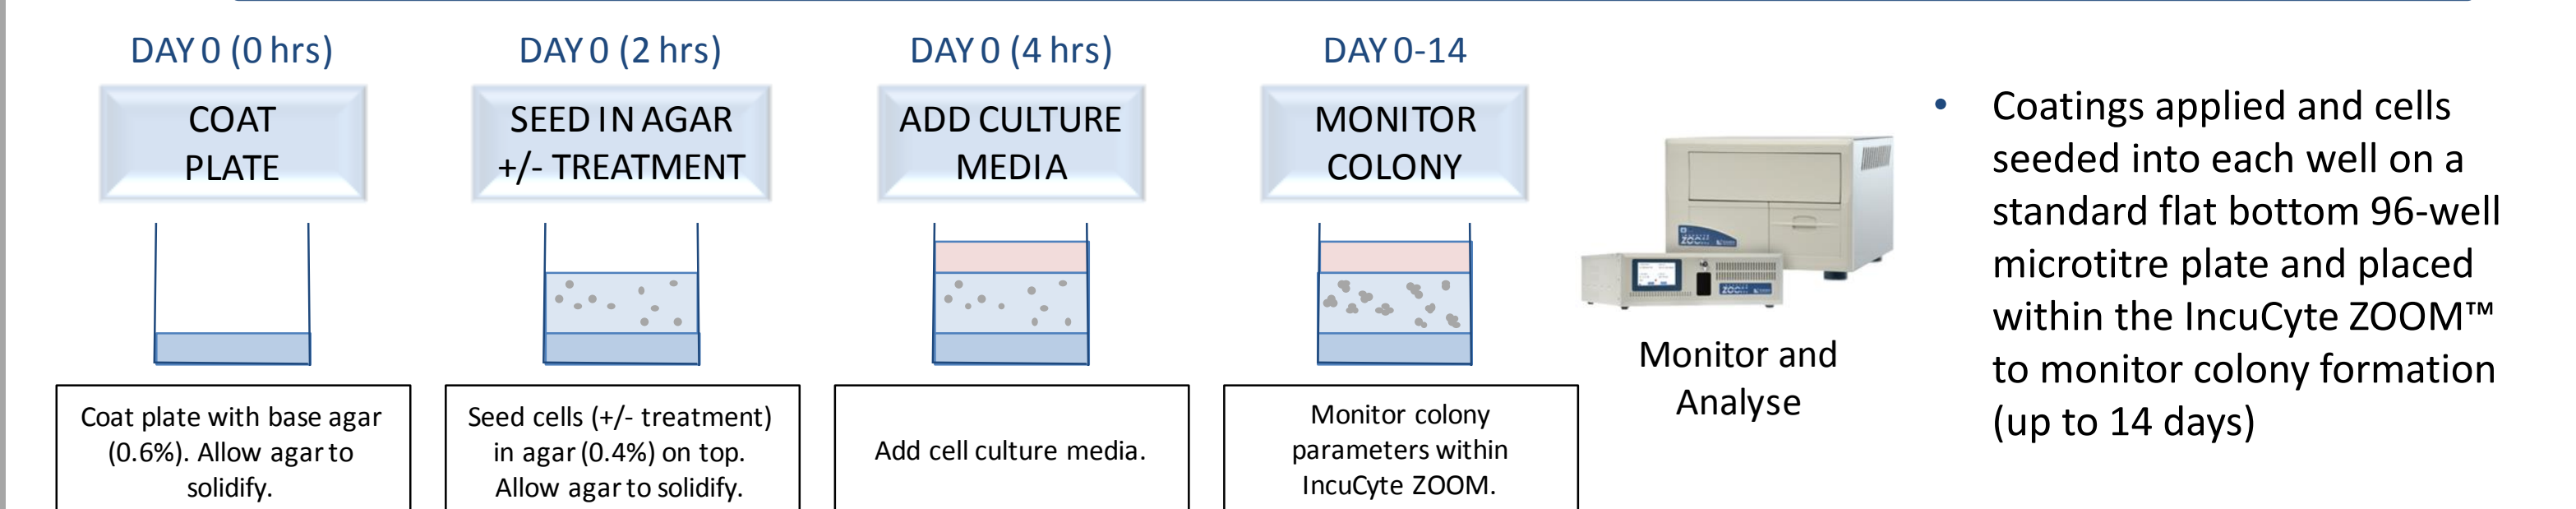 DAY 0 (0 hrs)
COAT
PLATE
Coat plate with base agar
(0.6%). Allow agar to
solidify.
DAY 0 (2 hrs)
SEED IN AGAR
+/- TREATMENT
Seed cells (+/- treatment)
in agar (0.4%) on top.
Allow agar to solidify.
DAY 0 (4 hrs)
ADD CULTURE
MEDIA
Add cell culture media.
DAY 0-14
MONITOR
COLONY
Monitor colony
parameters within
IncuCyte ZOOM.
ZOOM
ZOOM
Monitor and
Analyse
• Coatings applied and cells
seeded into each well on a
standard flat bottom 96-well
microtitre plate and placed
within the IncuCyte ZOOM™
to monitor colony formation
(up to 14 days)